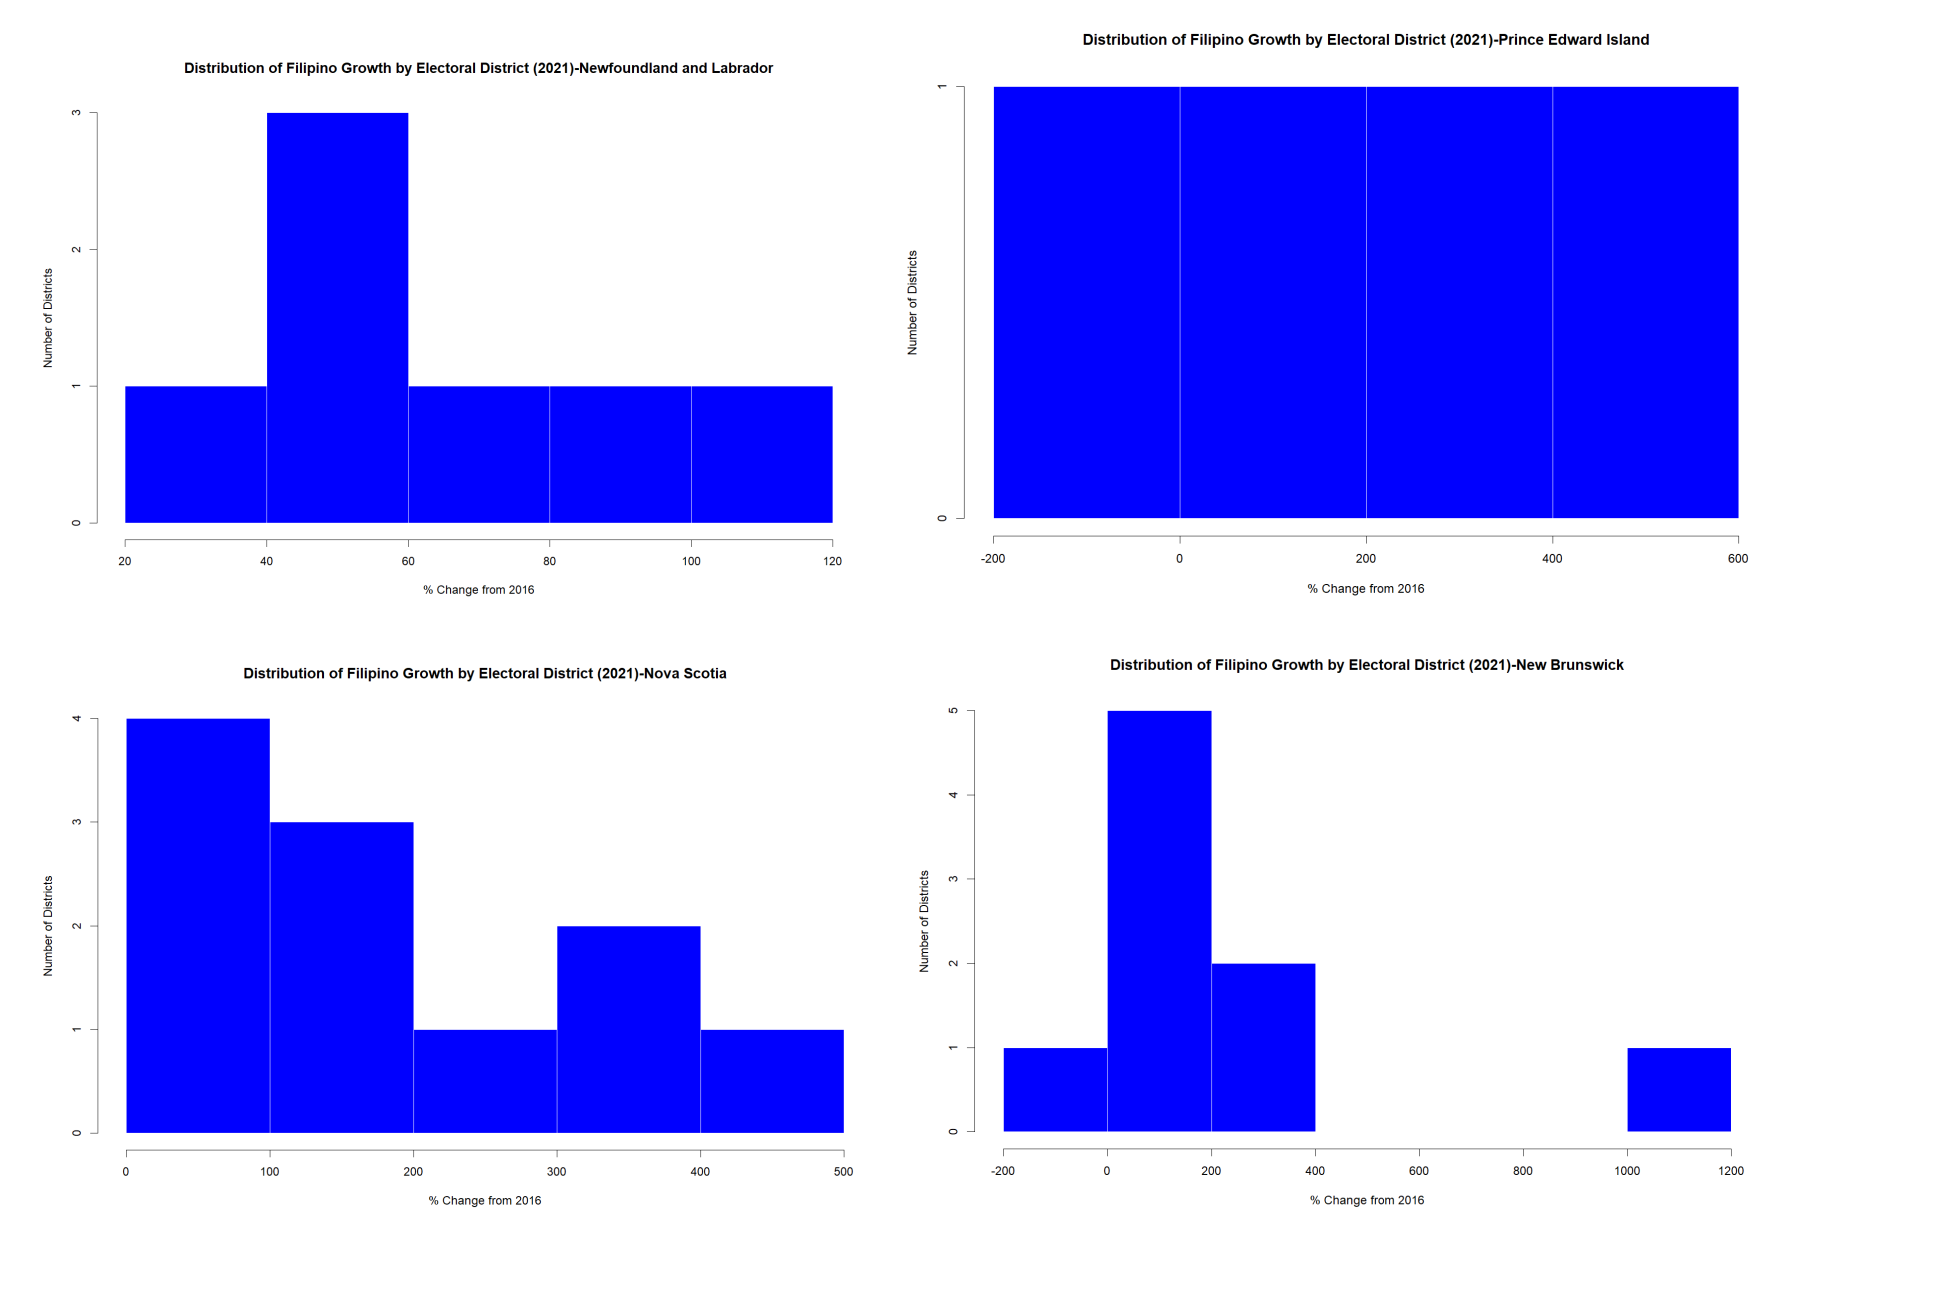 Distribution of Filipino Growth by Electoral District (2021)-Newfoundland and Labrador
3
2
1
0
Number of Districts
20 40 60 80 100 120
% Change from 2016
Distribution of Filipino Growth by Electoral District (2021)-Prince Edward Island
1
0
Number of Districts
-200 0 200 400 600
% Change from 2016
Distribution of Filipino Growth by Electoral District (2021)-Nova Scotia
4
3
2
1
0
Number of Districts
0 100 200 300 400 500
% Change from 2016
Distribution of Filipino Growth by Electoral District (2021)-New Brunswick
5
4
3
2
1
0
Number of Districts
-200 0 200 400 600 800 1000 1200
% Change from 2016